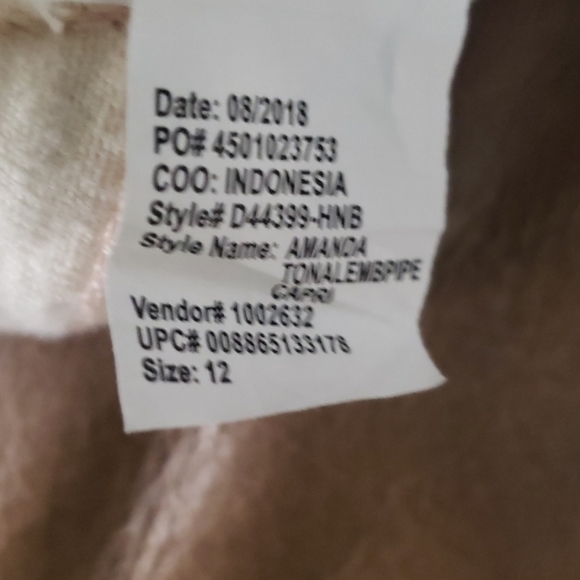 Date: 08/2018
PO# 4501023753
COO: INDONESIA
Style# D44399-HNB
Style Name: AMANDA
TONALEMBPIPE
CAPRI
Vendor# 1002632
UPC# 008865133178
Size: 12